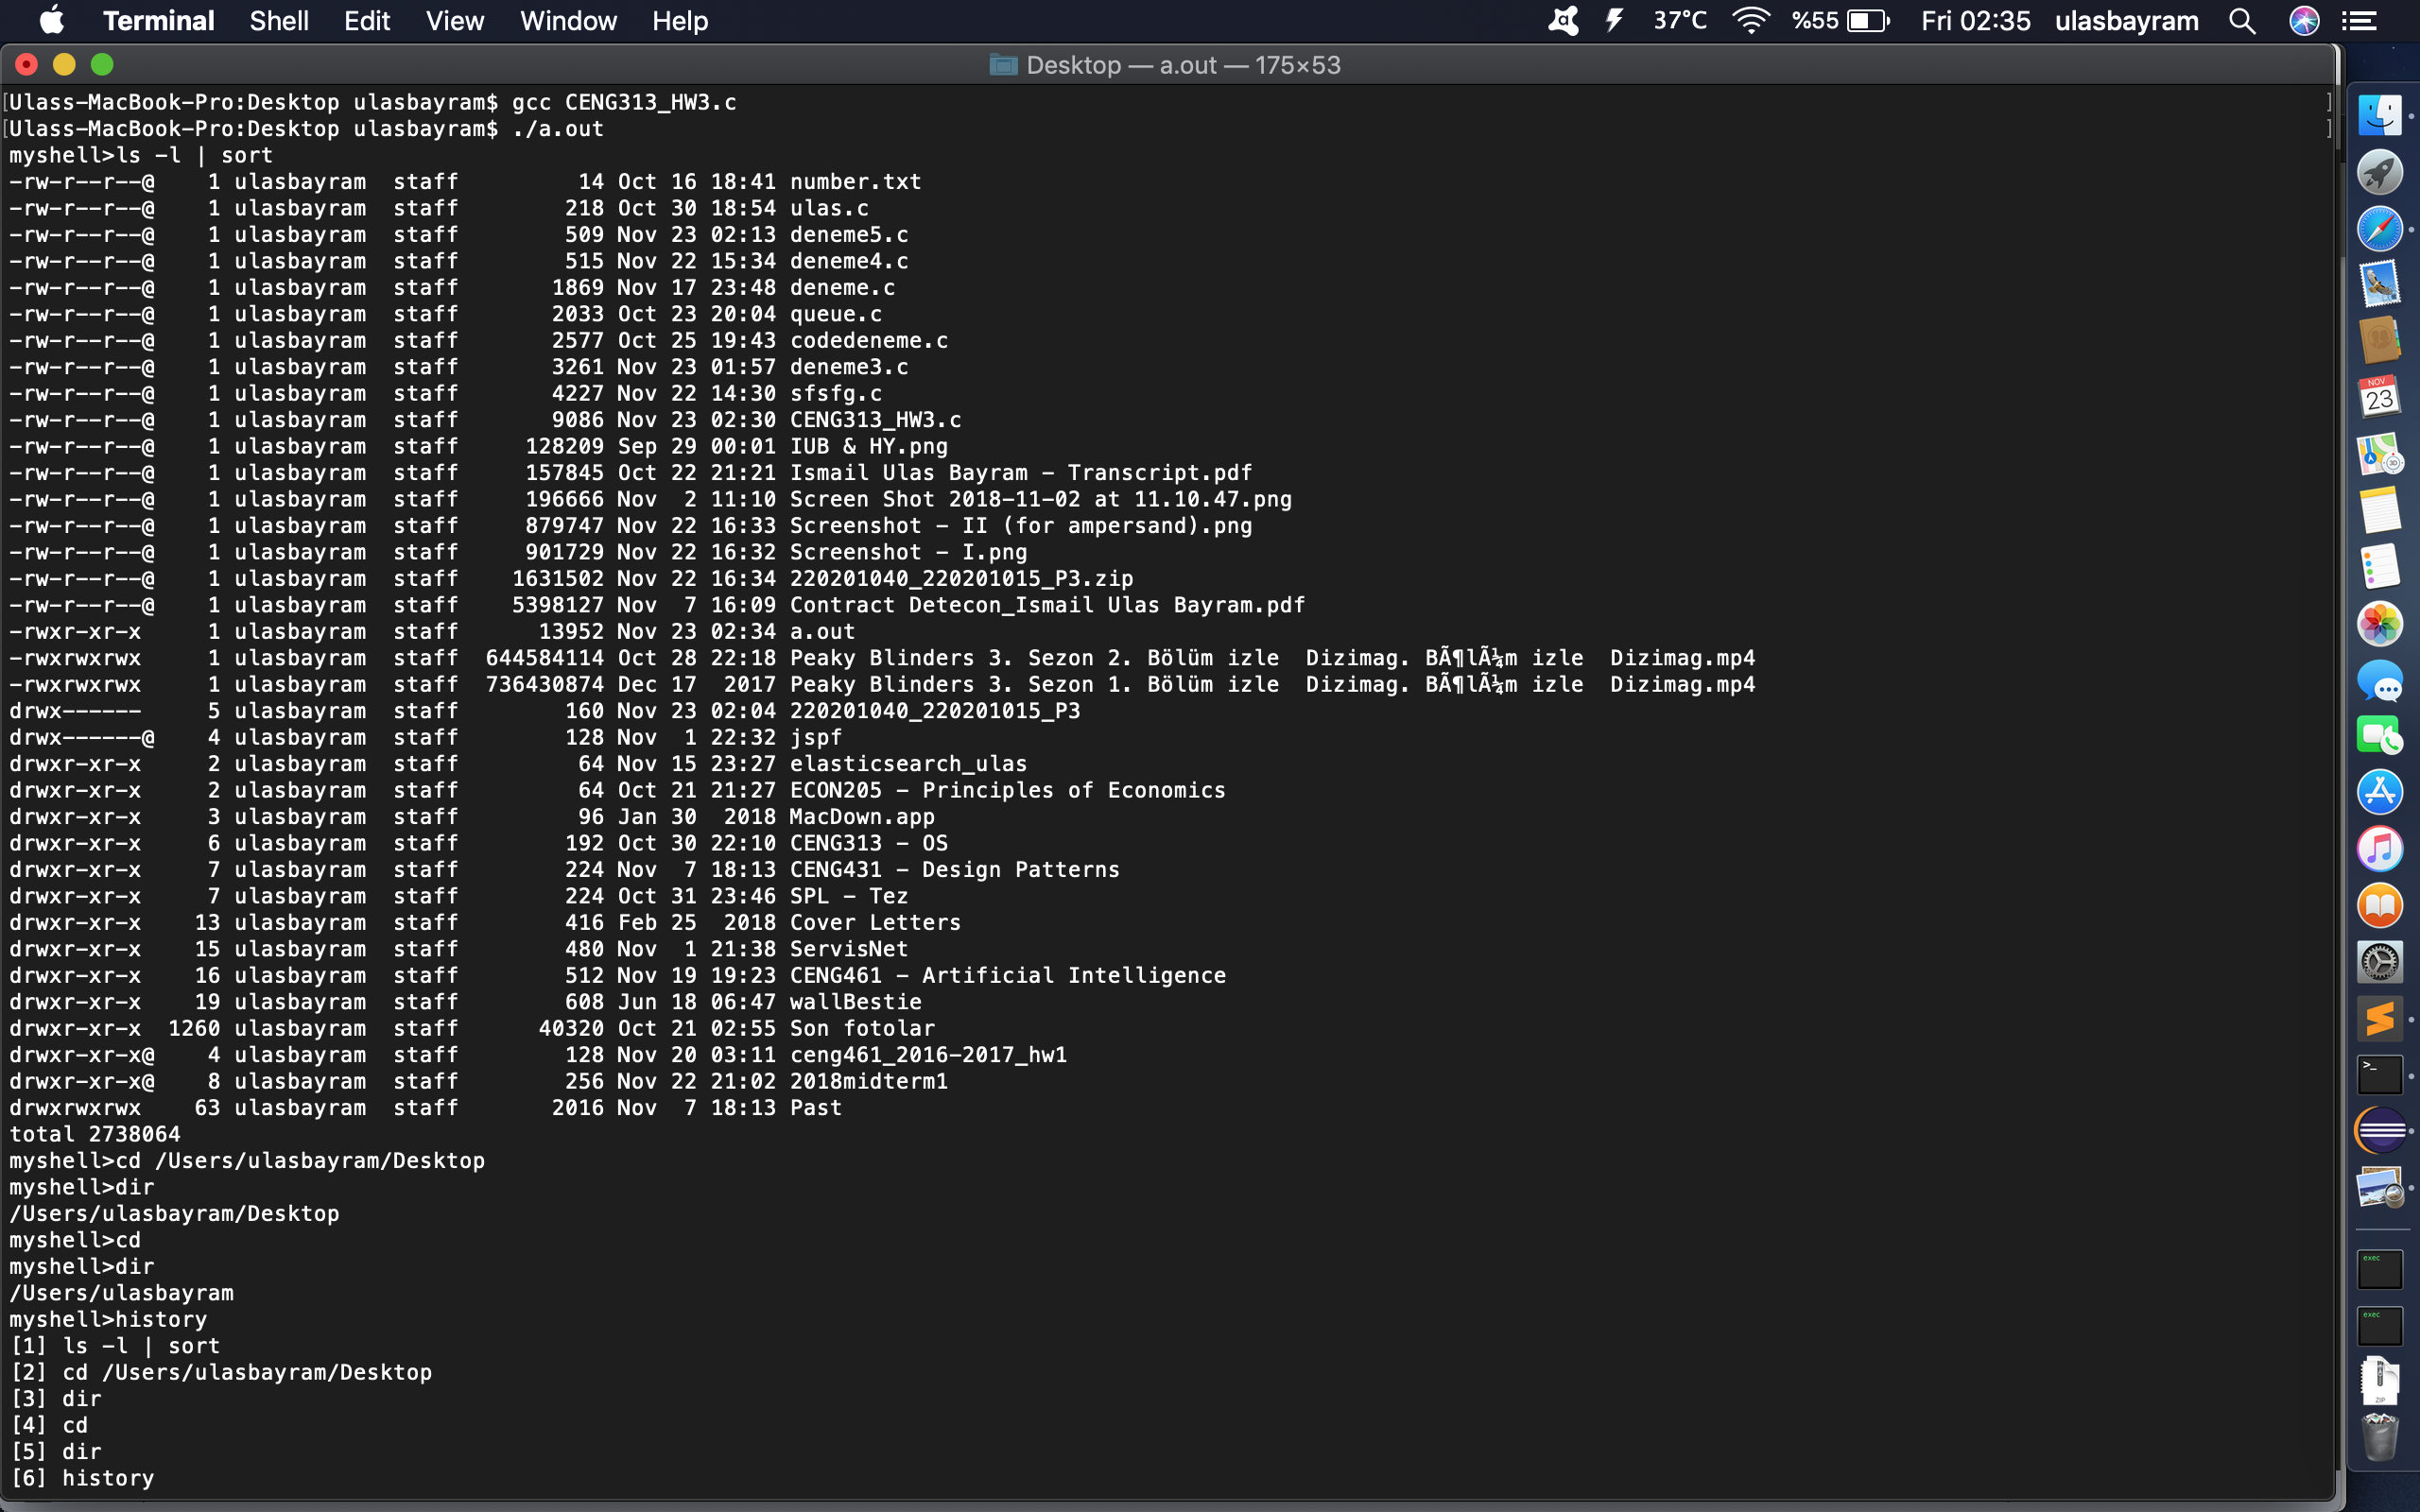 Terminal Shell Edit View Window Help 37°C %55 Fri 02:35 ulasbayram
Desktop — a.out — 175×53
[Ulass-MacBook-Pro:Desktop ulasbayram$ gcc CENG313_HW3.c ]
[Ulass-MacBook-Pro:Desktop ulasbayram$ ./a.out ]
myshell>ls -l | sort
-rw-r--r--@ 1 ulasbayram staff 14 Oct 16 18:41 number.txt
-rw-r--r--@ 1 ulasbayram staff 218 Oct 30 18:54 ulas.c
-rw-r--r--@ 1 ulasbayram staff 509 Nov 23 02:13 deneme5.c
-rw-r--r--@ 1 ulasbayram staff 515 Nov 22 15:34 deneme4.c
-rw-r--r--@ 1 ulasbayram staff 1869 Nov 17 23:48 deneme.c
-rw-r--r--@ 1 ulasbayram staff 2033 Oct 23 20:04 queue.c
-rw-r--r--@ 1 ulasbayram staff 2577 Oct 25 19:43 codedeneme.c
-rw-r--r--@ 1 ulasbayram staff 3261 Nov 23 01:57 deneme3.c
-rw-r--r--@ 1 ulasbayram staff 4227 Nov 22 14:30 sfsfg.c
-rw-r--r--@ 1 ulasbayram staff 9086 Nov 23 02:30 CENG313_HW3.c
-rw-r--r--@ 1 ulasbayram staff 128209 Sep 29 00:01 IUB & HY.png
-rw-r--r--@ 1 ulasbayram staff 157845 Oct 22 21:21 Ismail Ulas Bayram - Transcript.pdf
-rw-r--r--@ 1 ulasbayram staff 196666 Nov 2 11:10 Screen Shot 2018-11-02 at 11.10.47.png
-rw-r--r--@ 1 ulasbayram staff 879747 Nov 22 16:33 Screenshot - II (for ampersand).png
-rw-r--r--@ 1 ulasbayram staff 901729 Nov 22 16:32 Screenshot - I.png
-rw-r--r--@ 1 ulasbayram staff 1631502 Nov 22 16:34 220201040_220201015_P3.zip
-rw-r--r--@ 1 ulasbayram staff 5398127 Nov 7 16:09 Contract Detecon_Ismail Ulas Bayram.pdf
-rwxr-xr-x 1 ulasbayram staff 13952 Nov 23 02:34 a.out
-rwxrwxrwx 1 ulasbayram staff 644584114 Oct 28 22:18 Peaky Blinders 3. Sezon 2. Bölüm izle Dizimag. BÃ¶lÃ¼m izle Dizimag.mp4
-rwxrwxrwx 1 ulasbayram staff 736430874 Dec 17 2017 Peaky Blinders 3. Sezon 1. Bölüm izle Dizimag. BÃ¶lÃ¼m izle Dizimag.mp4
drwx------ 5 ulasbayram staff 160 Nov 23 02:04 220201040_220201015_P3
drwx------@ 4 ulasbayram staff 128 Nov 1 22:32 jspf
drwxr-xr-x 2 ulasbayram staff 64 Nov 15 23:27 elasticsearch_ulas
drwxr-xr-x 2 ulasbayram staff 64 Oct 21 21:27 ECON205 - Principles of Economics
drwxr-xr-x 3 ulasbayram staff 96 Jan 30 2018 MacDown.app
drwxr-xr-x 6 ulasbayram staff 192 Oct 30 22:10 CENG313 - OS
drwxr-xr-x 7 ulasbayram staff 224 Nov 7 18:13 CENG431 - Design Patterns
drwxr-xr-x 7 ulasbayram staff 224 Oct 31 23:46 SPL - Tez
drwxr-xr-x 13 ulasbayram staff 416 Feb 25 2018 Cover Letters
drwxr-xr-x 15 ulasbayram staff 480 Nov 1 21:38 ServisNet
drwxr-xr-x 16 ulasbayram staff 512 Nov 19 19:23 CENG461 - Artificial Intelligence
drwxr-xr-x 19 ulasbayram staff 608 Jun 18 06:47 wallBestie
drwxr-xr-x 1260 ulasbayram staff 40320 Oct 21 02:55 Son fotolar
drwxr-xr-x@ 4 ulasbayram staff 128 Nov 20 03:11 ceng461_2016-2017_hw1
drwxr-xr-x@ 8 ulasbayram staff 256 Nov 22 21:02 2018midterm1
drwxrwxrwx 63 ulasbayram staff 2016 Nov 7 18:13 Past
total 2738064
myshell>cd /Users/ulasbayram/Desktop
myshell>dir
/Users/ulasbayram/Desktop
myshell>cd
myshell>dir
/Users/ulasbayram
myshell>history
[1] ls -l | sort
[2] cd /Users/ulasbayram/Desktop
[3] dir
[4] cd
[5] dir
[6] history
NOV
23
>_
exec
exec
ZIP